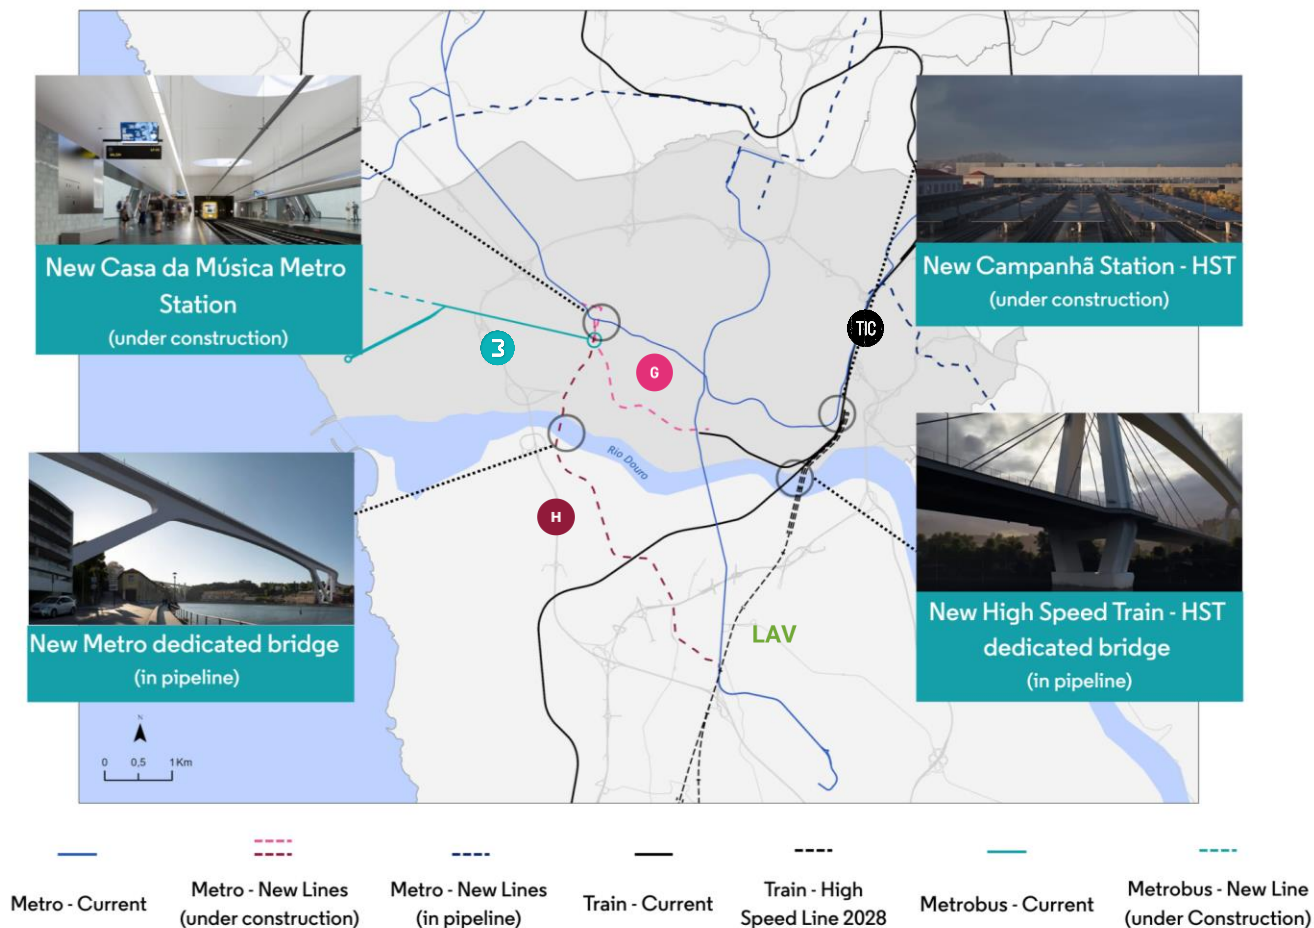 New Casa da Música Metro
Station
(under construction)
New Campanhã Station - HST
(under construction)
TIC
3
G
Rio Douro
H
LAV
New Metro dedicated bridge
(in pipeline)
New High Speed Train - HST
dedicated bridge
(in pipeline)
N
0 0,5 1 Km
Metro - Current
Metro - New Lines
(under construction)
Metro - New Lines
(in pipeline)
Train - Current
Train - High
Speed Line 2028
Metrobus - Current
Metrobus - New Line
(under Construction)